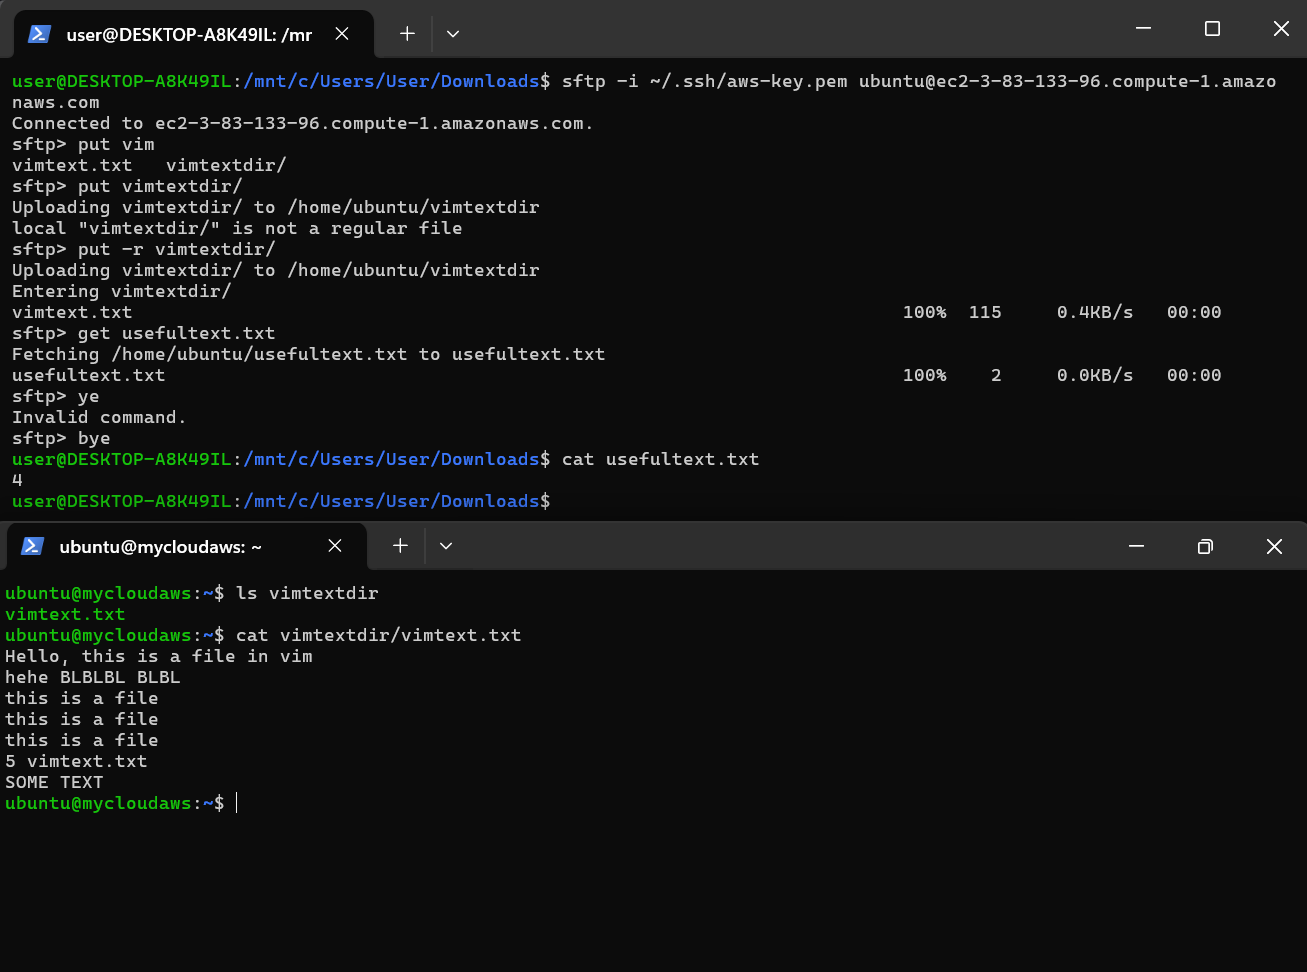 user@DESKTOP-A8K49IL: /mr
user@DESKTOP-A8K49IL:/mnt/c/Users/User/Downloads$ sftp -i ~/.ssh/aws-key.pem ubuntu@ec2-3-83-133-96.compute-1.amazo
naws.com
Connected to ec2-3-83-133-96.compute-1.amazonaws.com.
sftp> put vim
vimtext.txt   vimtextdir/
sftp> put vimtextdir/
Uploading vimtextdir/ to /home/ubuntu/vimtextdir
local "vimtextdir/" is not a regular file
sftp> put -r vimtextdir/
Uploading vimtextdir/ to /home/ubuntu/vimtextdir
Entering vimtextdir/
vimtext.txt 100% 115 0.4KB/s 00:00
sftp> get usefultext.txt
Fetching /home/ubuntu/usefultext.txt to usefultext.txt
usefultext.txt 100% 2 0.0KB/s 00:00
sftp> ye
Invalid command.
sftp> bye
user@DESKTOP-A8K49IL:/mnt/c/Users/User/Downloads$ cat usefultext.txt
4
user@DESKTOP-A8K49IL:/mnt/c/Users/User/Downloads$
ubuntu@mycloudaws: ~
ubuntu@mycloudaws:~$ ls vimtextdir
vimtext.txt
ubuntu@mycloudaws:~$ cat vimtextdir/vimtext.txt
Hello, this is a file in vim
hehe BLBLBL BLBL
this is a file
this is a file
this is a file
5 vimtext.txt
SOME TEXT
ubuntu@mycloudaws:~$